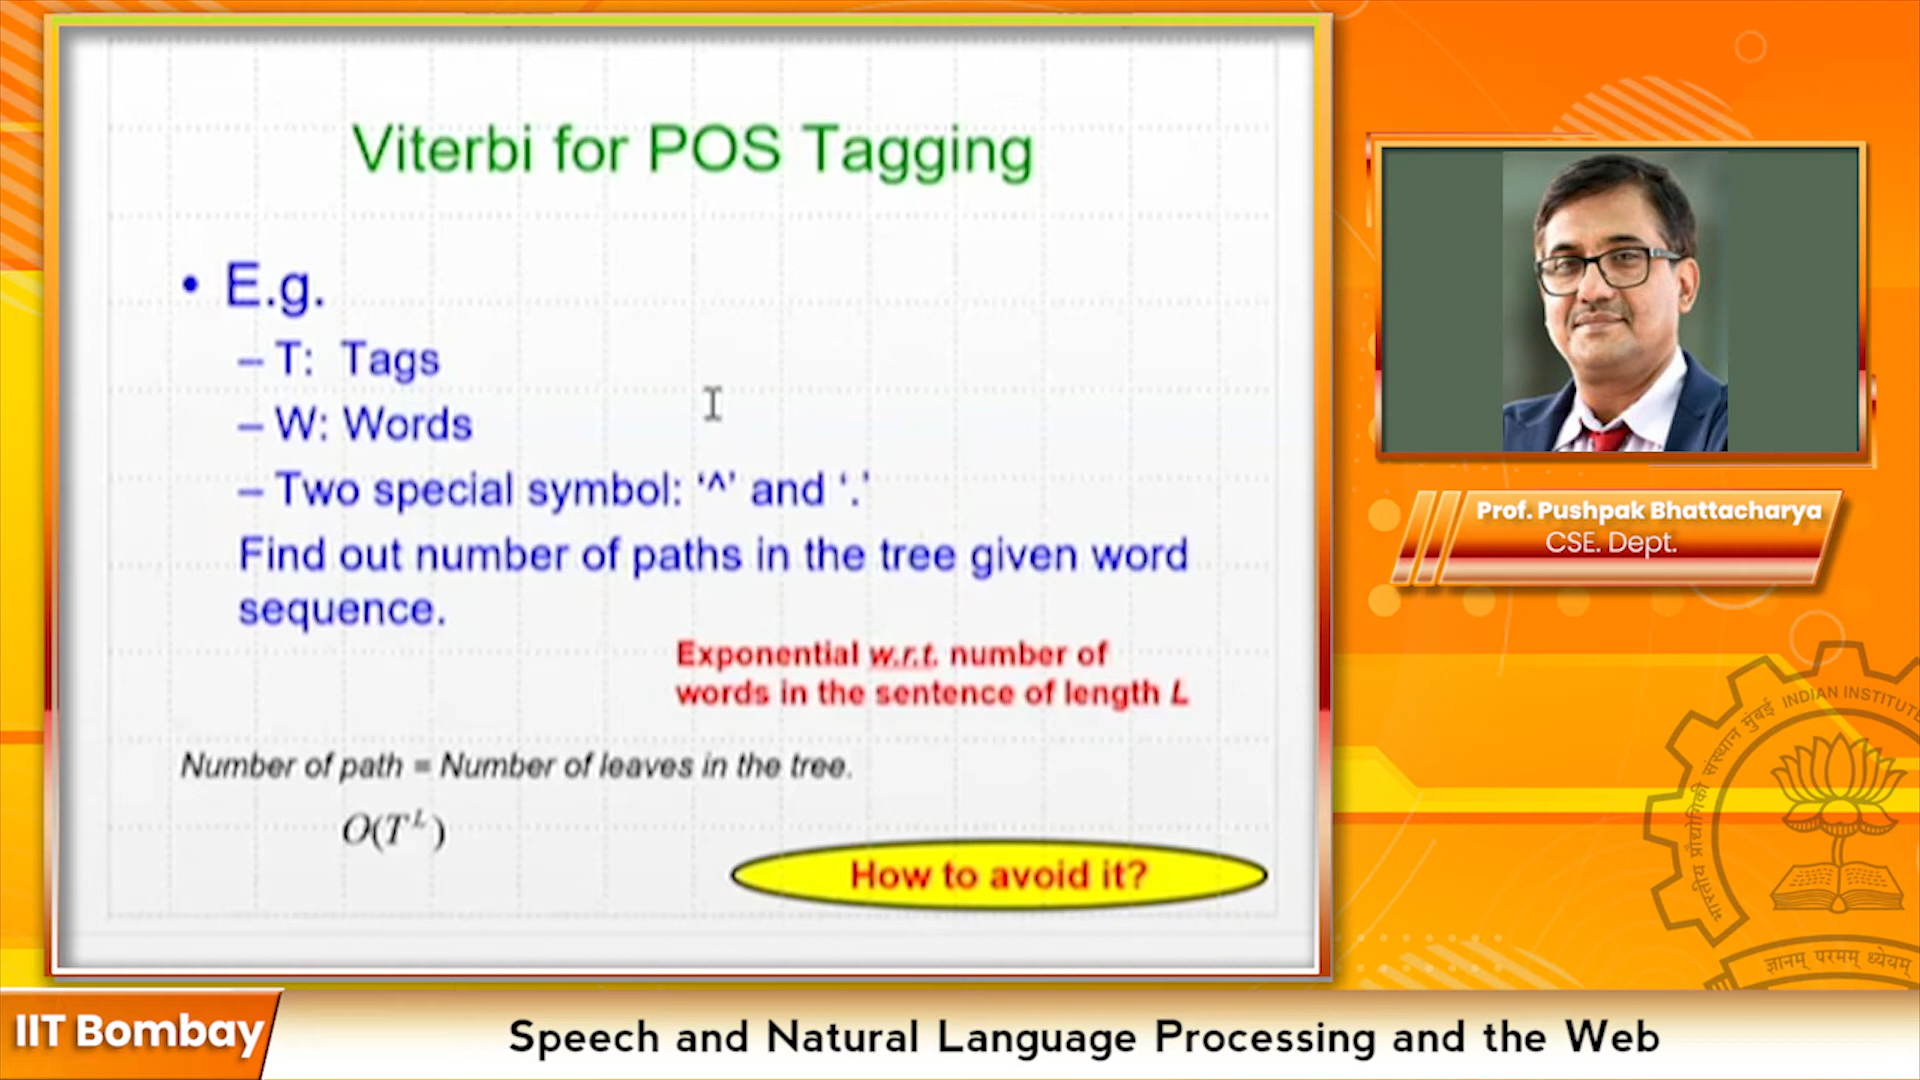 Viterbi for POS Tagging
• E.g.
– T: Tags
– W: Words
– Two special symbol: ‘^’ and ‘.’
Find out number of paths in the tree given word
sequence.
Exponential w.r.t. number of
words in the sentence of length L
Number of path = Number of leaves in the tree.
O(T^L)
How to avoid it?
Prof. Pushpak Bhattacharya
CSE. Dept.
भारतीय प्रौद्योगिकी संस्थान मुंबई INDIAN INSTITUTE
ज्ञानम् परमम् ध्येयम्
IIT Bombay
Speech and Natural Language Processing and the Web